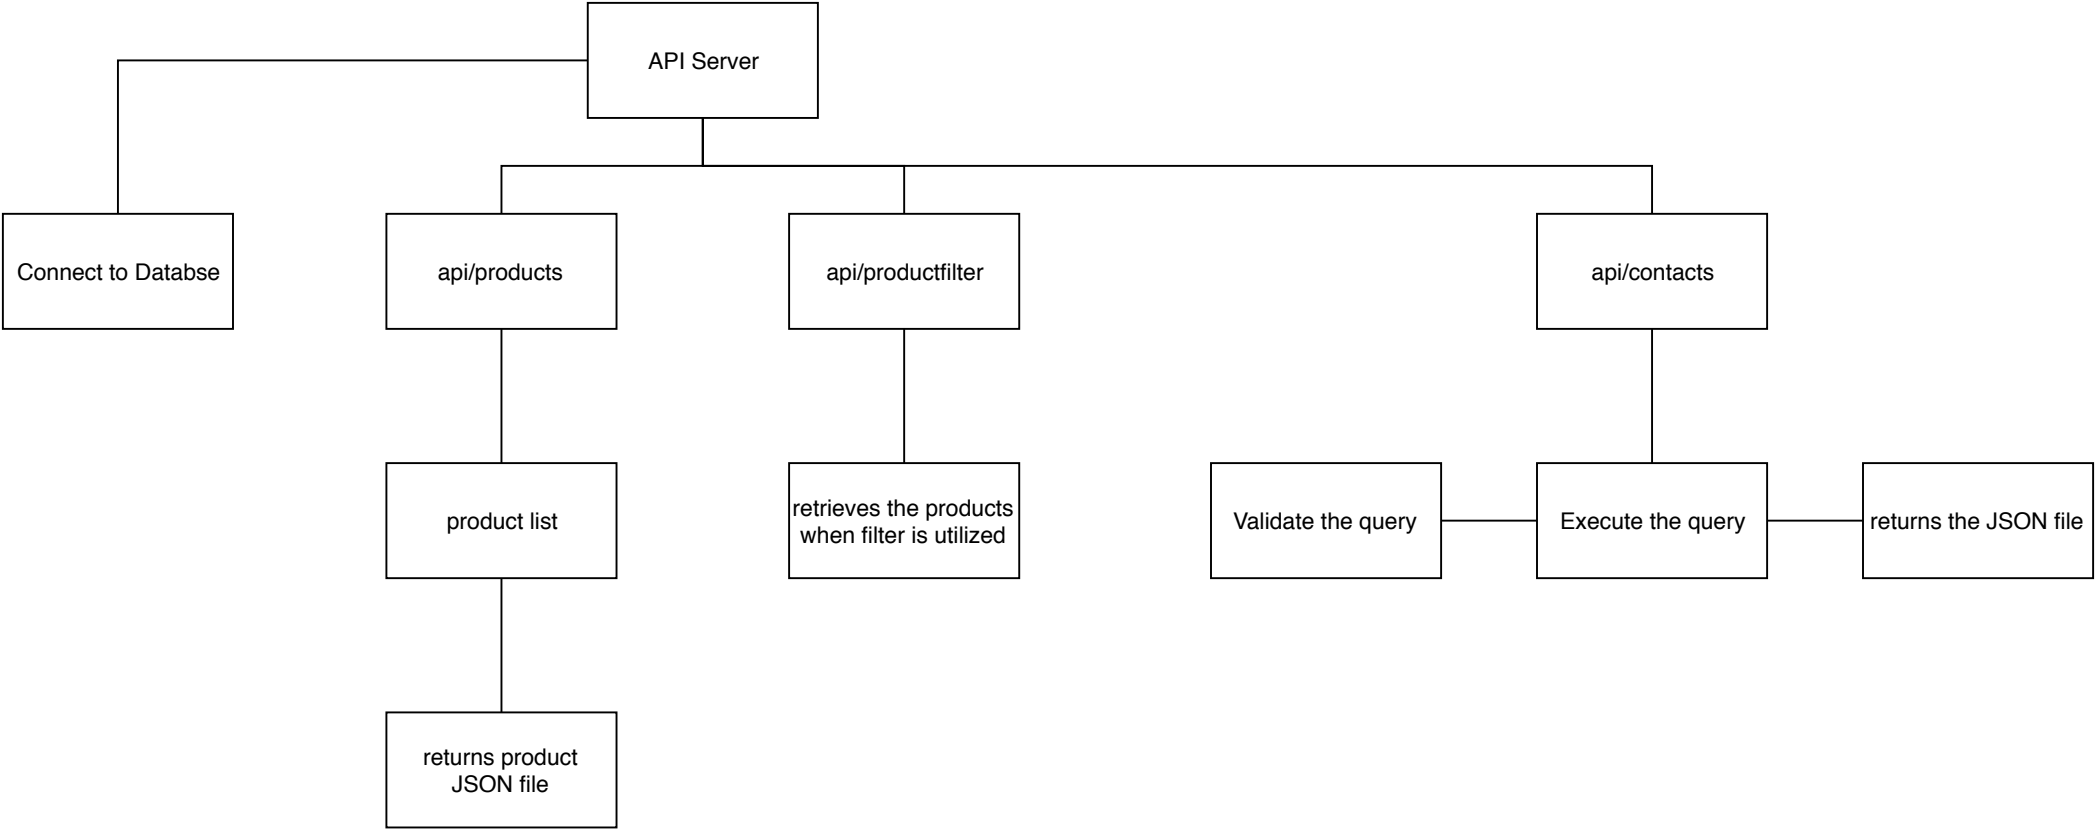 API Server
Connect to Databse
api/products
api/productfilter
api/contacts
product list
retrieves the products
when filter is utilized
Validate the query
Execute the query
returns the JSON file
returns product
JSON file